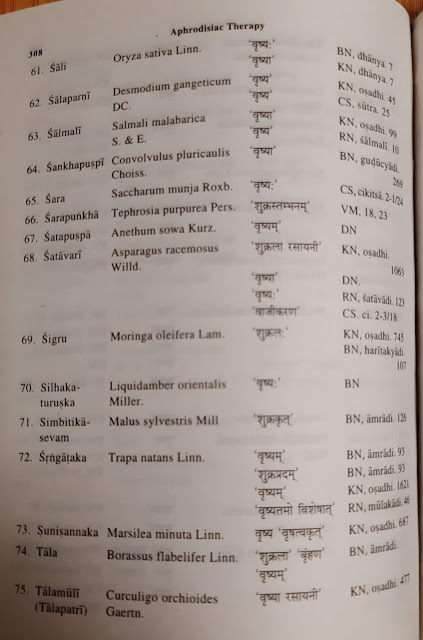 308 Aphrodisiac Therapy
61. Śāli Oryza sativa Linn. 'वृष्यः' BN, dhānya. 7
'वृष्या' KN, dhānya. 7
62. Śālaparṇī Desmodium gangeticum 'वृष्या' KN, oṣadhi. 45
DC. 'वृष्य' CS, sūtra. 25
63. Śālmalī Salmali malabarica 'वृष्या' KN, oṣadhi. 99
S. & E. 'वृष्य' RN, śālmalī. 10
64. Śankhapuṣpī Convolvulus pluricaulis 'वृष्या' BN, guḍūcyādi.
Choiss. 269
65. Śara Saccharum munja Roxb. 'वृष्यः' CS, cikitsā. 2-1/24
66. Śarapuṅkhā Tephrosia purpurea Pers. 'शुक्रस्तम्भनम्' VM, 18, 23
67. Śatapuṣpā Anethum sowa Kurz. 'वृष्यम्' DN
68. Śatāvarī Asparagus racemosus 'शुक्रला रसायनी' KN, oṣadhi.
Willd. 1063
'वृष्या' DN.
'वृष्यः' RN, śatāvādi. 123
'वाजीकरण' CS. ci. 2-3/18
69. Śigru Moringa oleifera Lam. 'शुक्रलः' KN, oṣadhi. 745
BN, harītakyādi.
107
70. Silhaka- Liquidamber orientalis 'वृष्यः' BN
turuṣka Miller.
71. Simbitikā- Malus sylvestris Mill 'शुक्रकृत्' BN, āmrādi. 126
sevam
72. Śṛṅgāṭaka Trapa natans Linn. 'वृष्यम्' BN, āmrādi. 93
'शुक्रप्रदम्' BN, āmrādi. 93
'वृष्यम्' KN, oṣadhi. 1621
'वृष्यतमो विशेषात्' RN, mūlakādi. 46
73. Ṣuniṣannaka Marsilea minuta Linn. वृष्य 'वृषत्वकृत्' KN, oṣadhi. 687
74. Tāla Borassus flabelifer Linn. 'शुक्रला' 'बृंहण' BN, āmrādi.
'वृष्यम्'
75. Tālamūlī Curculigo orchioides 'वृष्या रसायनी' KN, oṣadhi. 477
(Tālapatrī) Gaertn.